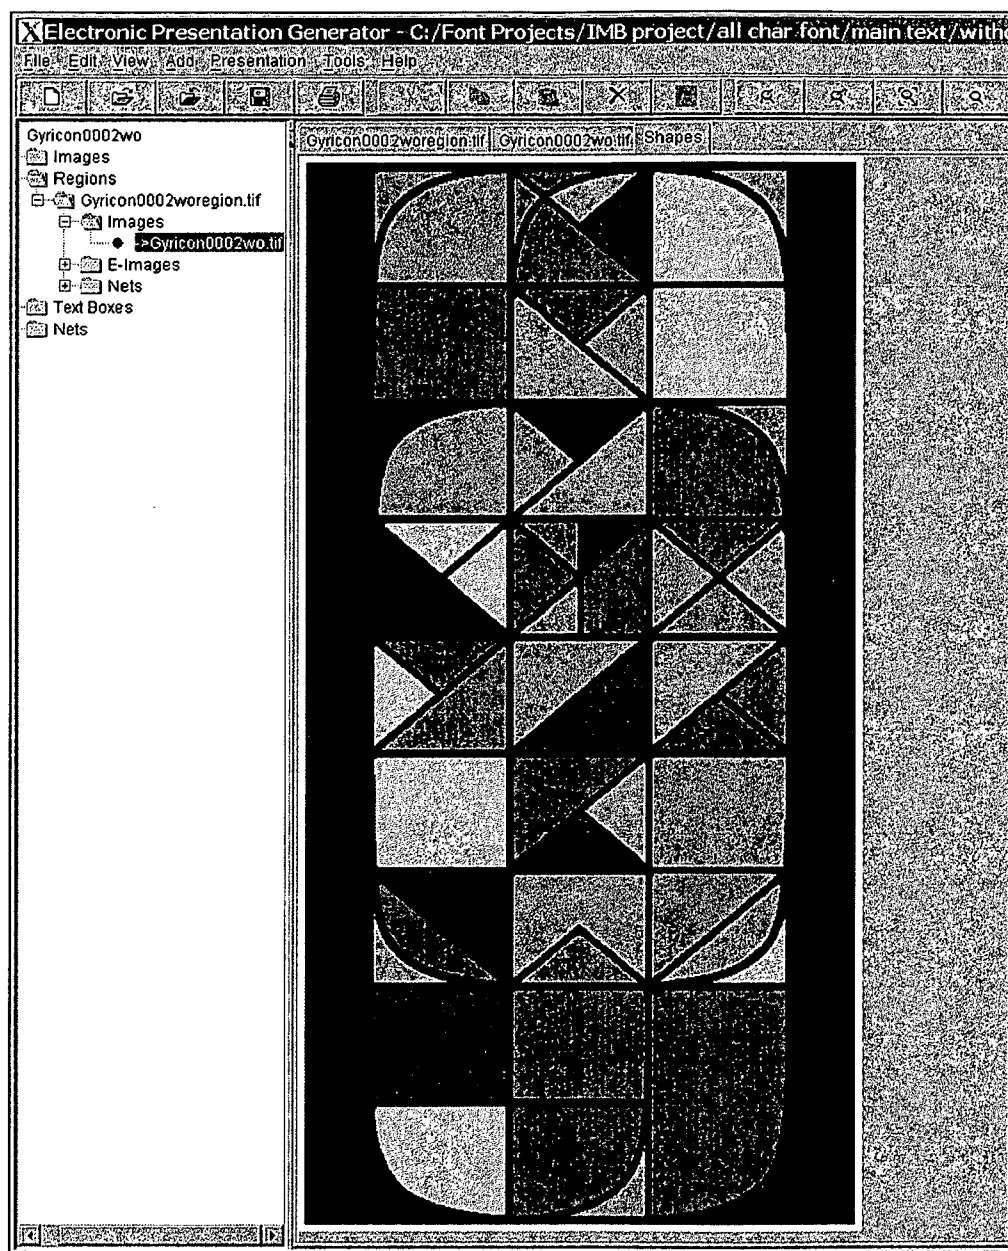 Electronic Presentation Generator - C:/Font Projects/IMB project/all char font/main text/witho
File Edit View Add Presentation Tools Help
Gyricon0002wo
Images
Regions
Gyricon0002woregion.tif
Images
->Gyricon0002wo.tif
E-Images
Nets
Text Boxes
Nets
Gyricon0002woregion.tif Gyricon0002wo.tif Shapes